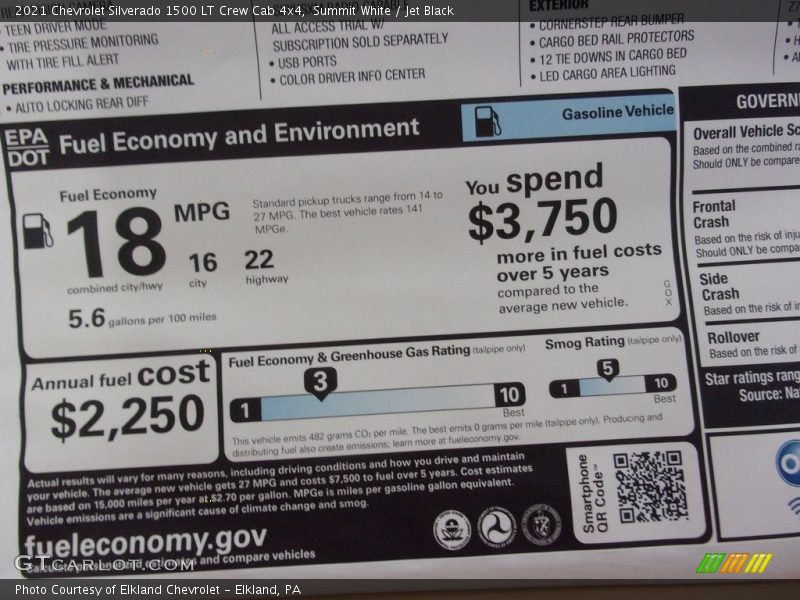 2021 Chevrolet Silverado 1500 LT Crew Cab 4x4, Summit White / Jet Black
• TEEN DRIVER MODE
• TIRE PRESSURE MONITORING
WITH TIRE FILL ALERT
PERFORMANCE & MECHANICAL
• AUTO LOCKING REAR DIFF
ALL ACCESS TRIAL W/
SUBSCRIPTION SOLD SEPARATELY
• USB PORTS
• COLOR DRIVER INFO CENTER
EXTERIOR
• CORNERSTEP REAR BUMPER
• CARGO BED RAIL PROTECTORS
• 12 TIE DOWNS IN CARGO BED
• LED CARGO AREA LIGHTING
EPA
DOT
Fuel Economy and Environment
Gasoline Vehicle
Fuel Economy
18 MPG
combined city/hwy
16
city
22
highway
5.6 gallons per 100 miles
Standard pickup trucks range from 14 to
27 MPG. The best vehicle rates 141
MPGe.
You spend
$3,750
more in fuel costs
over 5 years
compared to the
average new vehicle.
GOX
Annual fuel cost
$2,250
Fuel Economy & Greenhouse Gas Rating (tailpipe only)
3
1
10
Best
Smog Rating (tailpipe only)
5
1
10
Best
This vehicle emits 482 grams CO₂ per mile. The best emits 0 grams per mile (tailpipe only). Producing and
distributing fuel also create emissions; learn more at fueleconomy.gov.
Actual results will vary for many reasons, including driving conditions and how you drive and maintain
your vehicle. The average new vehicle gets 27 MPG and costs $7,500 to fuel over 5 years. Cost estimates
are based on 15,000 miles per year at $2.70 per gallon. MPGe is miles per gasoline gallon equivalent.
Vehicle emissions are a significant cause of climate change and smog.
fueleconomy.gov
and compare vehicles
Smartphone
QR Code™
GOVERN
Overall Vehicle Sc
Based on the combined ra
Should ONLY be compare
Frontal
Crash
Based on the risk of inju
Should ONLY be compa
Side
Crash
Based on the risk of in
Rollover
Based on the risk of
Star ratings rang
Source: Na
GTCARLOT.COM
Photo Courtesy of Elkland Chevrolet – Elkland, PA